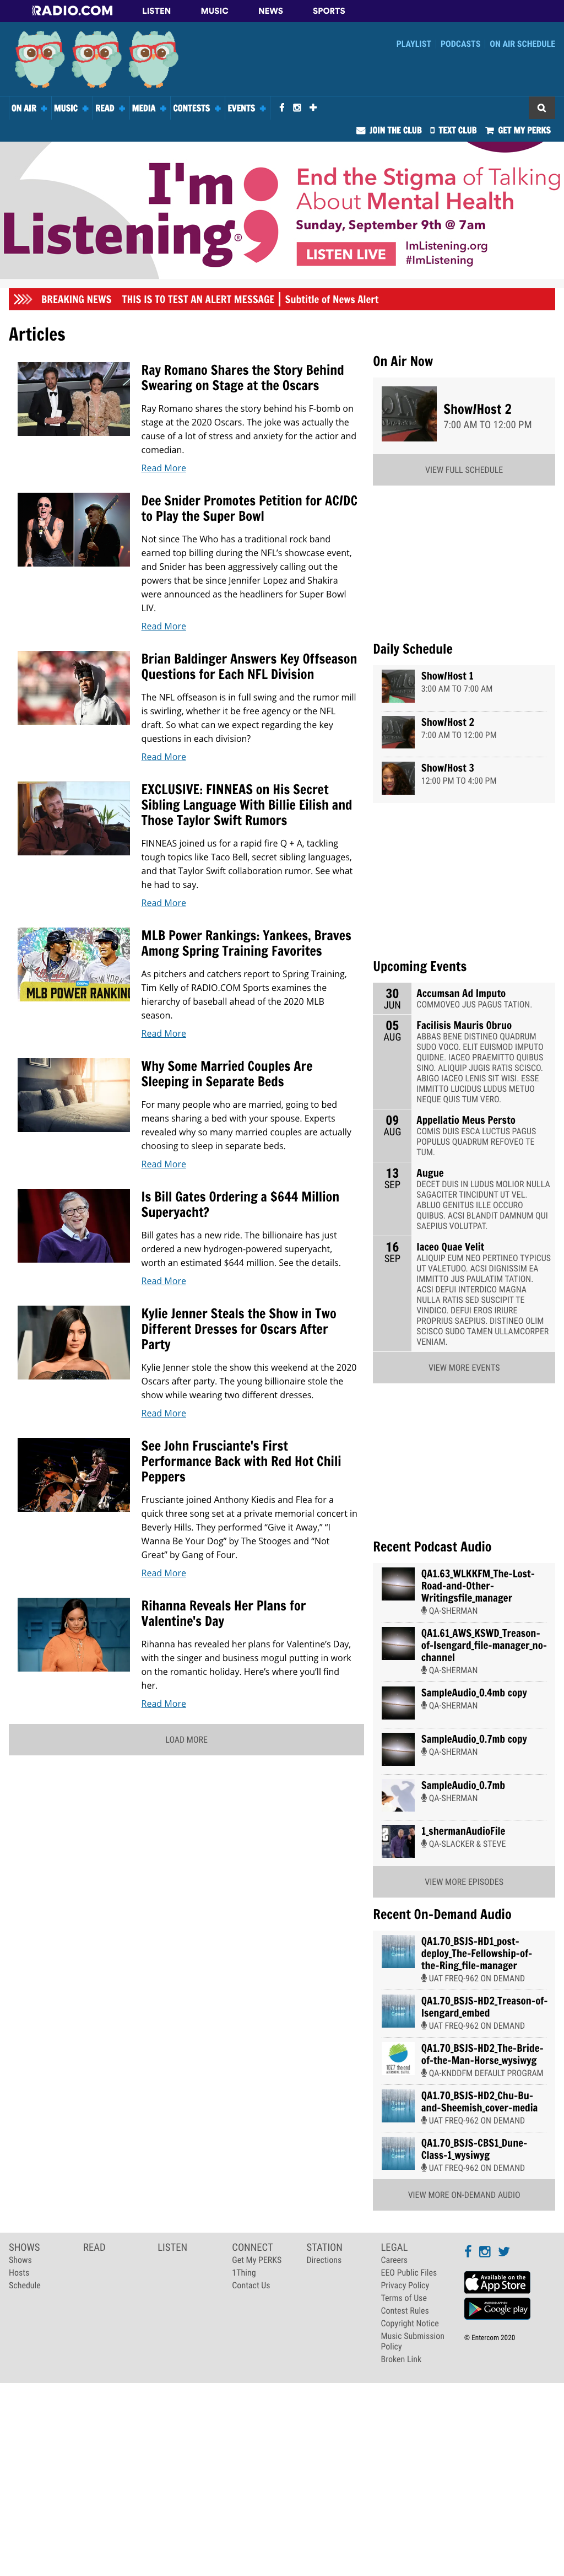 RADIO.COM LISTEN MUSIC NEWS SPORTS
PLAYLIST PODCASTS ON AIR SCHEDULE
ON AIR MUSIC READ MEDIA CONTESTS EVENTS
JOIN THE CLUB TEXT CLUB GET MY PERKS
I'm Listening;®
End the Stigma of Talking
About Mental Health
Sunday, September 9th @ 7am
LISTEN LIVE
ImListening.org
#ImListening
BREAKING NEWS THIS IS TO TEST AN ALERT MESSAGE | Subtitle of News Alert
Articles
Ray Romano Shares the Story Behind
Swearing on Stage at the Oscars
Ray Romano shares the story behind his F-bomb on
stage at the 2020 Oscars. The joke was actually the
cause of a lot of stress and anxiety for the actior and
comedian.
Read More
Dee Snider Promotes Petition for AC/DC
to Play the Super Bowl
Not since The Who has a traditional rock band
earned top billing during the NFL's showcase event,
and Snider has been aggressively calling out the
powers that be since Jennifer Lopez and Shakira
were announced as the headliners for Super Bowl
LIV.
Read More
Brian Baldinger Answers Key Offseason
Questions for Each NFL Division
The NFL offseason is in full swing and the rumor mill
is swirling, whether it be free agency or the NFL
draft. So what can we expect regarding the key
questions in each division?
Read More
EXCLUSIVE: FINNEAS on His Secret
Sibling Language With Billie Eilish and
Those Taylor Swift Rumors
FINNEAS joined us for a rapid fire Q + A, tackling
tough topics like Taco Bell, secret sibling languages,
and that Taylor Swift collaboration rumor. See what
he had to say.
Read More
MLB POWER RANKIN
MLB Power Rankings: Yankees, Braves
Among Spring Training Favorites
As pitchers and catchers report to Spring Training,
Tim Kelly of RADIO.COM Sports examines the
hierarchy of baseball ahead of the 2020 MLB
season.
Read More
Why Some Married Couples Are
Sleeping in Separate Beds
For many people who are married, going to bed
means sharing a bed with your spouse. Experts
revealed why so many married couples are actually
choosing to sleep in separate beds.
Read More
Is Bill Gates Ordering a $644 Million
Superyacht?
Bill gates has a new ride. The billionaire has just
ordered a new hydrogen-powered superyacht,
worth an estimated $644 million. See the details.
Read More
Kylie Jenner Steals the Show in Two
Different Dresses for Oscars After
Party
Kylie Jenner stole the show this weekend at the 2020
Oscars after party. The young billionaire stole the
show while wearing two different dresses.
Read More
See John Frusciante's First
Performance Back with Red Hot Chili
Peppers
Frusciante joined Anthony Kiedis and Flea for a
quick three song set at a private memorial concert in
Beverly Hills. They performed “Give it Away,” “I
Wanna Be Your Dog” by The Stooges and “Not
Great” by Gang of Four.
Read More
Rihanna Reveals Her Plans for
Valentine's Day
Rihanna has revealed her plans for Valentine's Day,
with the singer and business mogul putting in work
on the romantic holiday. Here's where you'll find
her.
Read More
LOAD MORE
On Air Now
Show/Host 2
7:00 AM TO 12:00 PM
VIEW FULL SCHEDULE
Daily Schedule
Show/Host 1
3:00 AM TO 7:00 AM
Show/Host 2
7:00 AM TO 12:00 PM
Show/Host 3
12:00 PM TO 4:00 PM
Upcoming Events
30 JUN
Accumsan Ad Imputo
COMMOVEO JUS PAGUS TATION.
05 AUG
Facilisis Mauris Obruo
ABBAS BENE DISTINEO QUADRUM
SUDO VOCO. ELIT EUISMOD IMPUTO
QUIDNE. IACEO PRAEMITTO QUIBUS
SINO. ALIQUIP JUGIS RATIS SCISCO.
ABIGO IACEO LENIS SIT WISI. ESSE
IMMITTO LUCIDUS LUDUS METUO
NEQUE QUIS TUM VERO.
09 AUG
Appellatio Meus Persto
COMIS DUIS ESCA LUCTUS PAGUS
POPULUS QUADRUM REFOVEO TE
TUM.
13 SEP
Augue
DECET DUIS IN LUDUS MOLIOR NULLA
SAGACITER TINCIDUNT UT VEL.
ABLUO GENITUS ILLE OCCURO
QUIBUS. ACSI BLANDIT DAMNUM QUI
SAEPIUS VOLUTPAT.
16 SEP
Iaceo Quae Velit
ALIQUIP EUM NEO PERTINEO TYPICUS
UT VALETUDO. ACSI DIGNISSIM EA
IMMITTO JUS PAULATIM TATION.
ACSI DEFUI INTERDICO MAGNA
NULLA RATIS SED SUSCIPIT TE
VINDICO. DEFUI EROS IRIURE
PROPRIUS SAEPIUS. DISTINEO OLIM
SCISCO SUDO TAMEN ULLAMCORPER
VENIAM.
VIEW MORE EVENTS
Recent Podcast Audio
QA1.63_WLKKFM_The-Lost-
Road-and-Other-
Writingsfile_manager
QA-SHERMAN
QA1.61_AWS_KSWD_Treason-
of-Isengard_file-manager_no-
channel
QA-SHERMAN
SampleAudio_0.4mb copy
QA-SHERMAN
SampleAudio_0.7mb copy
QA-SHERMAN
SampleAudio_0.7mb
QA-SHERMAN
1_shermanAudioFile
QA-SLACKER & STEVE
VIEW MORE EPISODES
Recent On-Demand Audio
QA1.70_BSJS-HD1_post-
deploy_The-Fellowship-of-
the-Ring_file-manager
UAT FREQ-962 ON DEMAND
QA1.70_BSJS-HD2_Treason-of-
Isengard_embed
UAT FREQ-962 ON DEMAND
QA1.70_BSJS-HD2_The-Bride-
of-the-Man-Horse_wysiwyg
QA-KNDDFM DEFAULT PROGRAM
QA1.70_BSJS-HD2_Chu-Bu-
and-Sheemish_cover-media
UAT FREQ-962 ON DEMAND
QA1.70_BSJS-CBS1_Dune-
Class-1_wysiwyg
UAT FREQ-962 ON DEMAND
VIEW MORE ON-DEMAND AUDIO
SHOWS
Shows
Hosts
Schedule
READ
LISTEN
CONNECT
Get My PERKS
1Thing
Contact Us
STATION
Directions
LEGAL
Careers
EEO Public Files
Privacy Policy
Terms of Use
Contest Rules
Copyright Notice
Music Submission
Policy
Broken Link
Available on the
App Store
ANDROID APP ON
Google play
© Entercom 2020